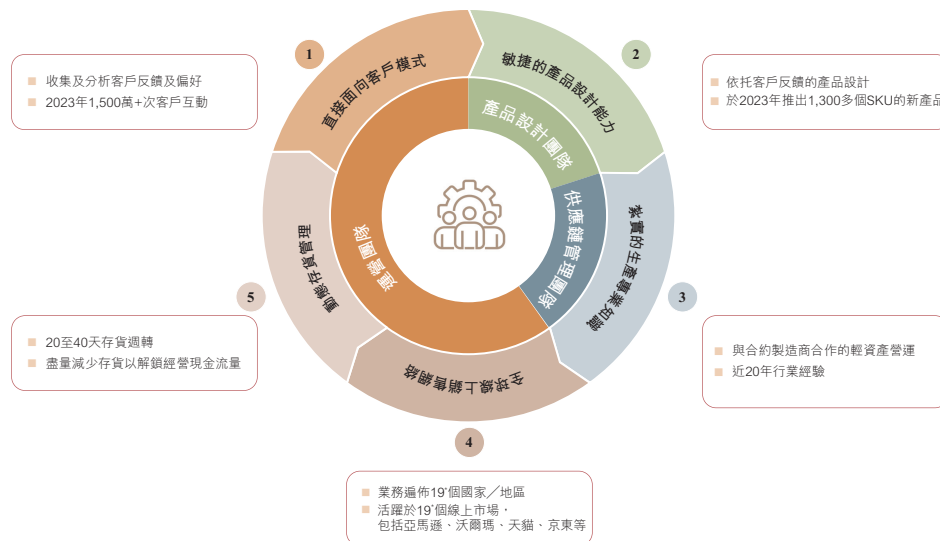 1
直接面向客戶模式
收集及分析客戶反饋及偏好
2023年1,500萬+次客戶互動
2
敏捷的產品設計能力
依托客戶反饋的產品設計
於2023年推出1,300多個SKU的新產品
產品設計團隊
供應鏈管理團隊
運營團隊
3
紮實的生產專業知識
與合約製造商合作的輕資產營運
近20年行業經驗
5
動態存貨管理
20至40天存貨週轉
盡量減少存貨以解鎖經營現金流量
全球線上銷售網絡
4
業務遍佈19*個國家／地區
活躍於19*個線上市場，
包括亞馬遜、沃爾瑪、天貓、京東等